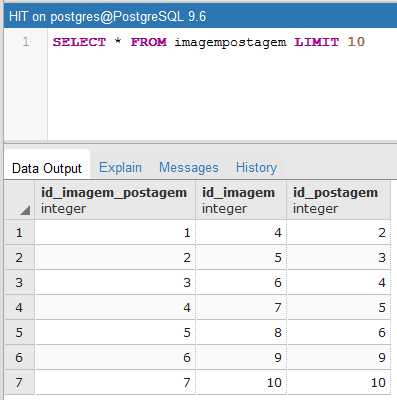 HIT on postgres@PostgreSQL 9.6
1 SELECT * FROM imagempostagem LIMIT 10
Data Output Explain Messages History
id_imagem_postagem id_imagem id_postagem
integer integer integer
1 1 4 2
2 2 5 3
3 3 6 4
4 4 7 5
5 5 8 6
6 6 9 9
7 7 10 10